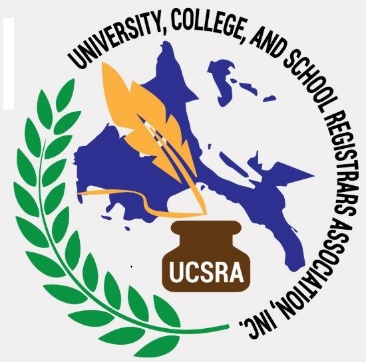 UNIVERSITY, COLLEGE, AND SCHOOL REGISTRARS ASSOCIATION, INC.
UCSRA